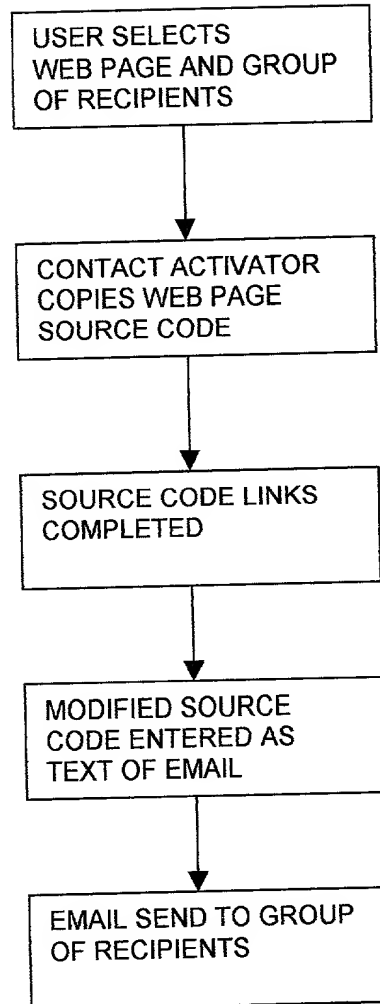 USER SELECTS
WEB PAGE AND GROUP
OF RECIPIENTS
CONTACT ACTIVATOR
COPIES WEB PAGE
SOURCE CODE
SOURCE CODE LINKS
COMPLETED
MODIFIED SOURCE
CODE ENTERED AS
TEXT OF EMAIL
EMAIL SEND TO GROUP
OF RECIPIENTS